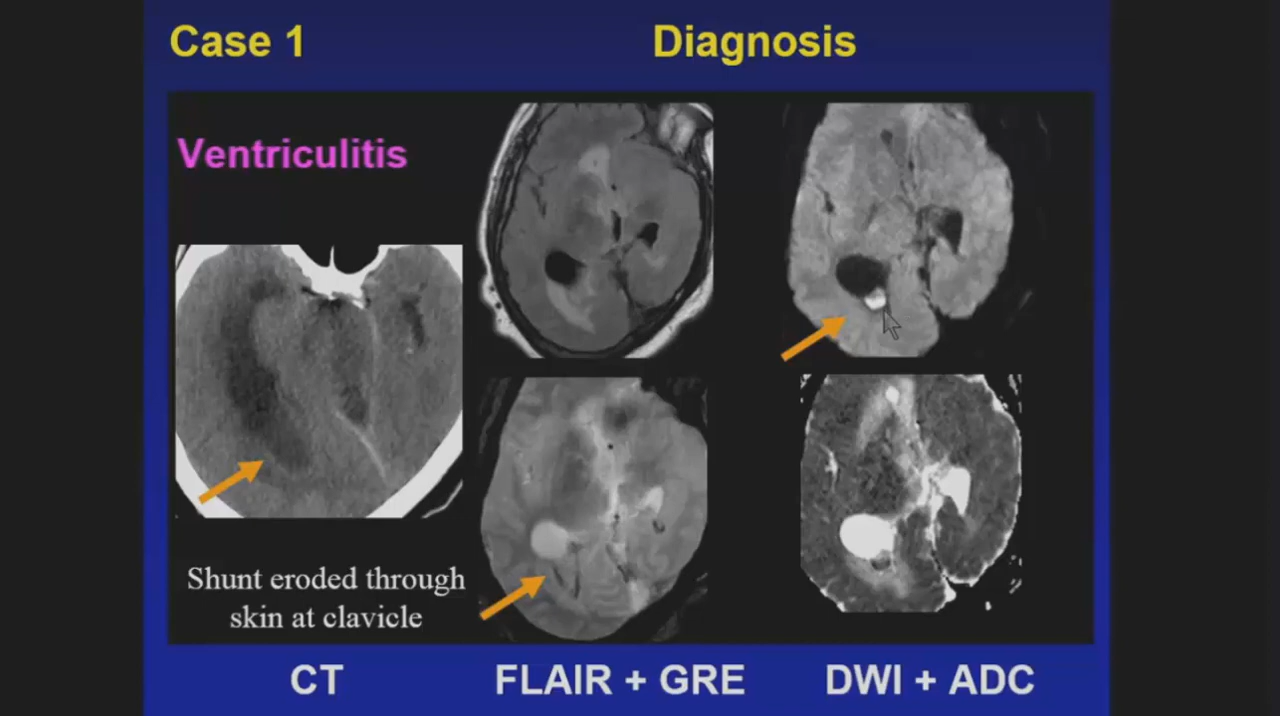 Case 1
Diagnosis
Ventriculitis
Shunt eroded through
skin at clavicle
CT
FLAIR + GRE
DWI + ADC